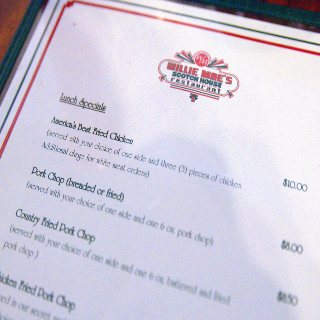 WILLIE MAE'S
SCOTCH HOUSE
restaurant
Lunch Specials
America's Best Fried Chicken
(served with your choice of one side and three (3) pieces of chicken $10.00
Additional charge for white meat orders)
Pork Chop (breaded or fried)
(served with your choice of one side and one 6 oz. pork chop) $8.00
Country Fried Pork Chop
(served with your choice of one side and one 6 oz. battered and fried $8.50
pork chop)
Chicken Fried Pork Chop
in our secret